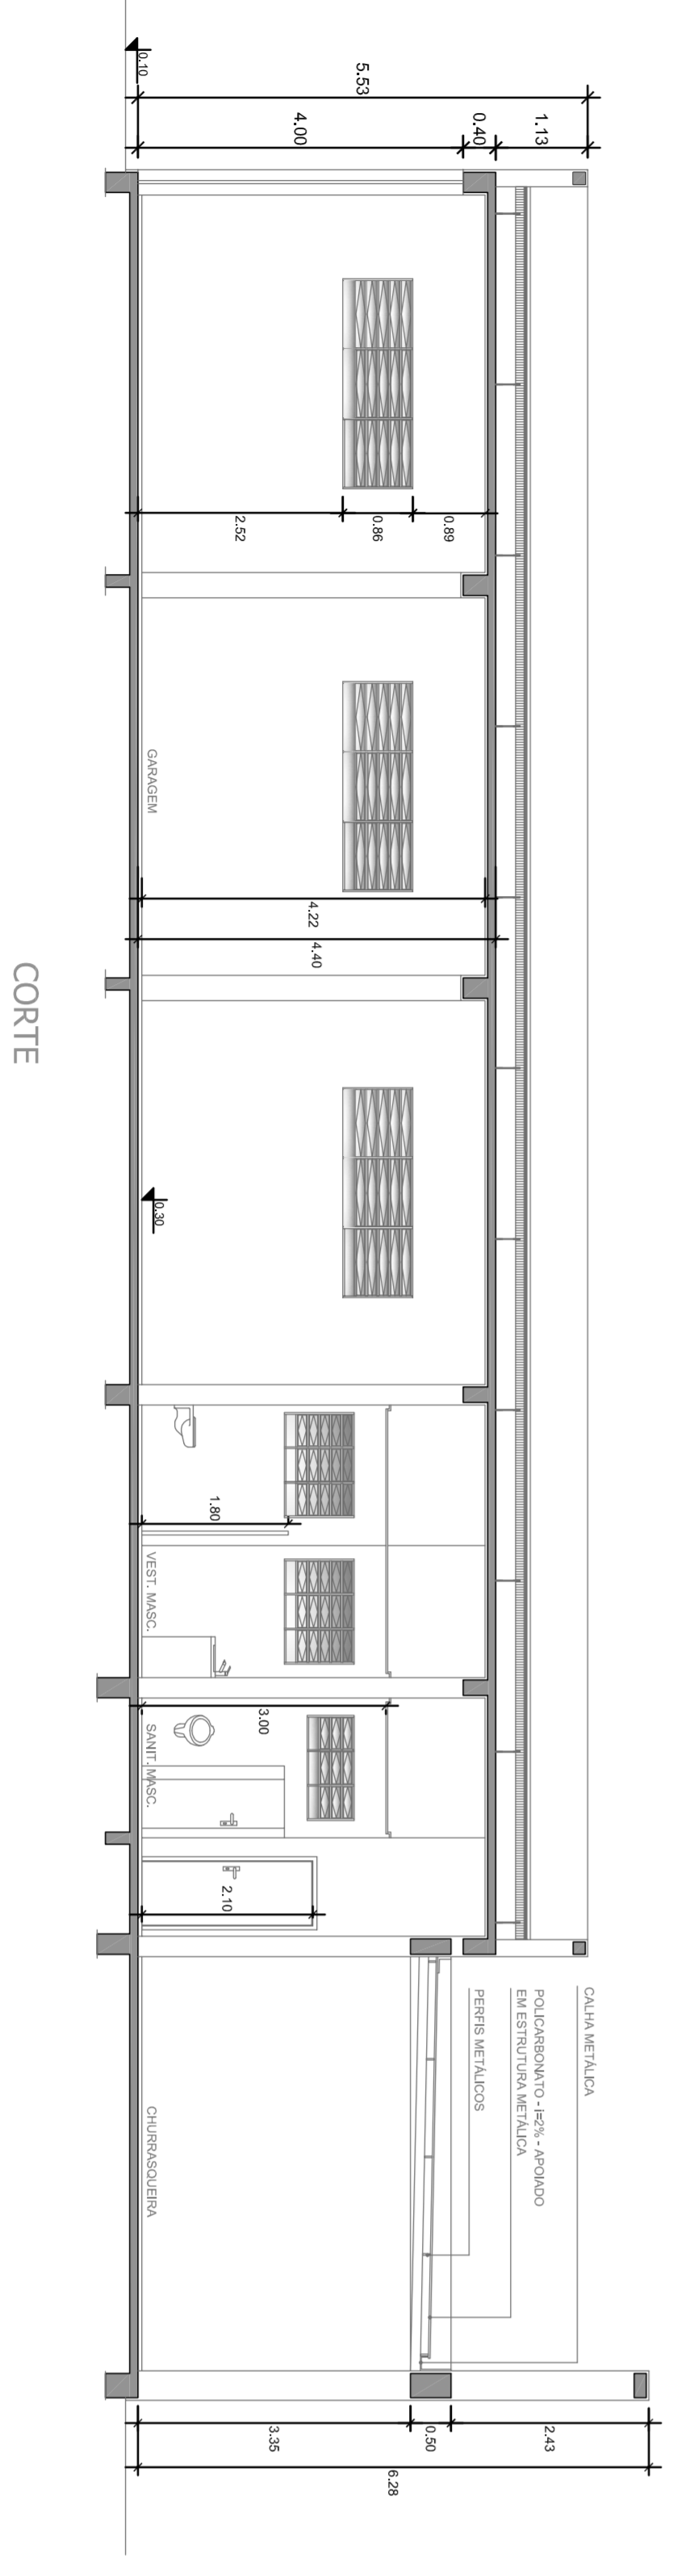 5.53
4.00
0.40
1.13
0.10
2.52
0.86
0.89
GARAGEM
4.22
4.40
0.30
1.80
VEST. MASC.
3.00
SANIT. MASC.
2.10
CALHA METÁLICA
POLICARBONATO - i=2% - APOIADO
EM ESTRUTURA METÁLICA
PERFIS METÁLICOS
CHURRASQUEIRA
3.35
0.50
2.43
6.28
CORTE